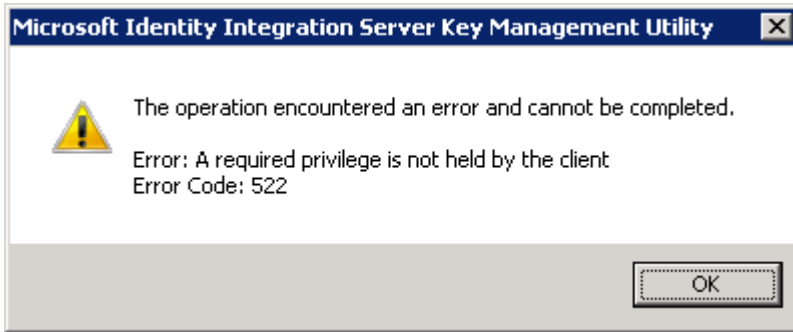 Microsoft Identity Integration Server Key Management Utility
The operation encountered an error and cannot be completed.
Error: A required privilege is not held by the client
Error Code: 522
OK